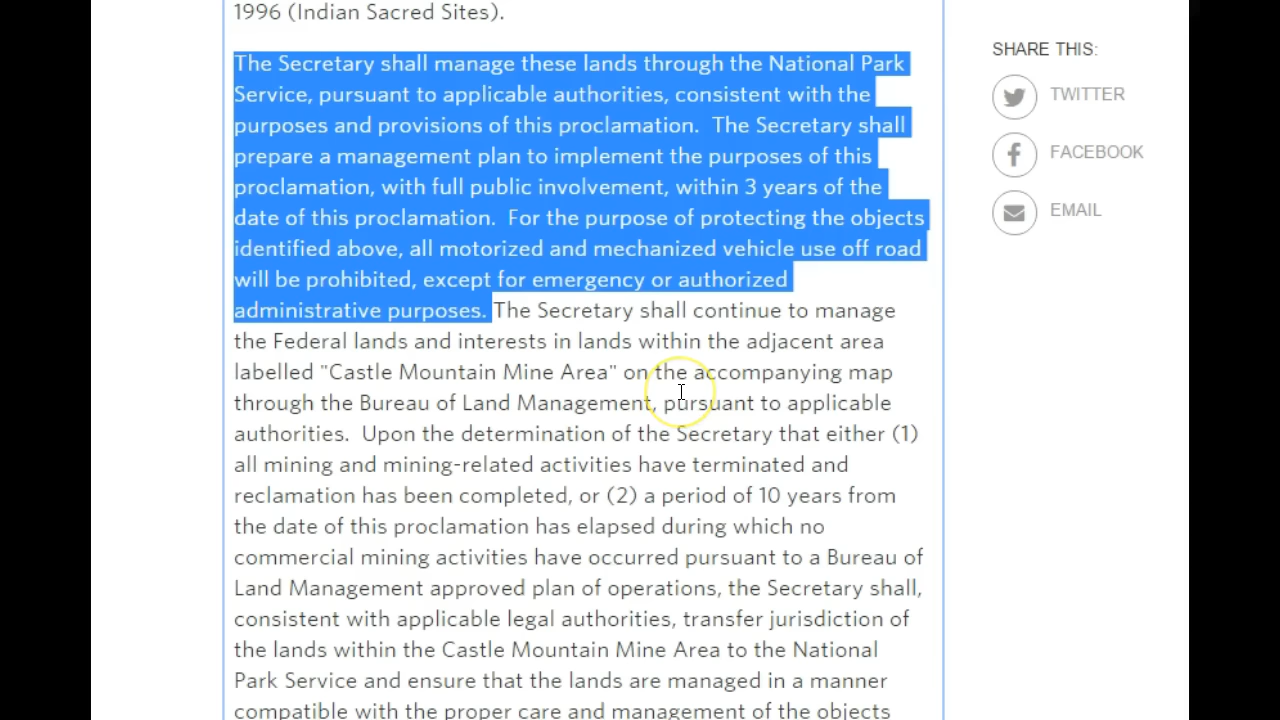 1996 (Indian Sacred Sites).
The Secretary shall manage these lands through the National Park
Service, pursuant to applicable authorities, consistent with the
purposes and provisions of this proclamation.  The Secretary shall
prepare a management plan to implement the purposes of this
proclamation, with full public involvement, within 3 years of the
date of this proclamation.  For the purpose of protecting the objects
identified above, all motorized and mechanized vehicle use off road
will be prohibited, except for emergency or authorized
administrative purposes. The Secretary shall continue to manage
the Federal lands and interests in lands within the adjacent area
labelled "Castle Mountain Mine Area" on the accompanying map
through the Bureau of Land Management, pursuant to applicable
authorities.  Upon the determination of the Secretary that either (1)
all mining and mining-related activities have terminated and
reclamation has been completed, or (2) a period of 10 years from
the date of this proclamation has elapsed during which no
commercial mining activities have occurred pursuant to a Bureau of
Land Management approved plan of operations, the Secretary shall,
consistent with applicable legal authorities, transfer jurisdiction of
the lands within the Castle Mountain Mine Area to the National
Park Service and ensure that the lands are managed in a manner
compatible with the proper care and management of the objects
SHARE THIS:
TWITTER
FACEBOOK
EMAIL